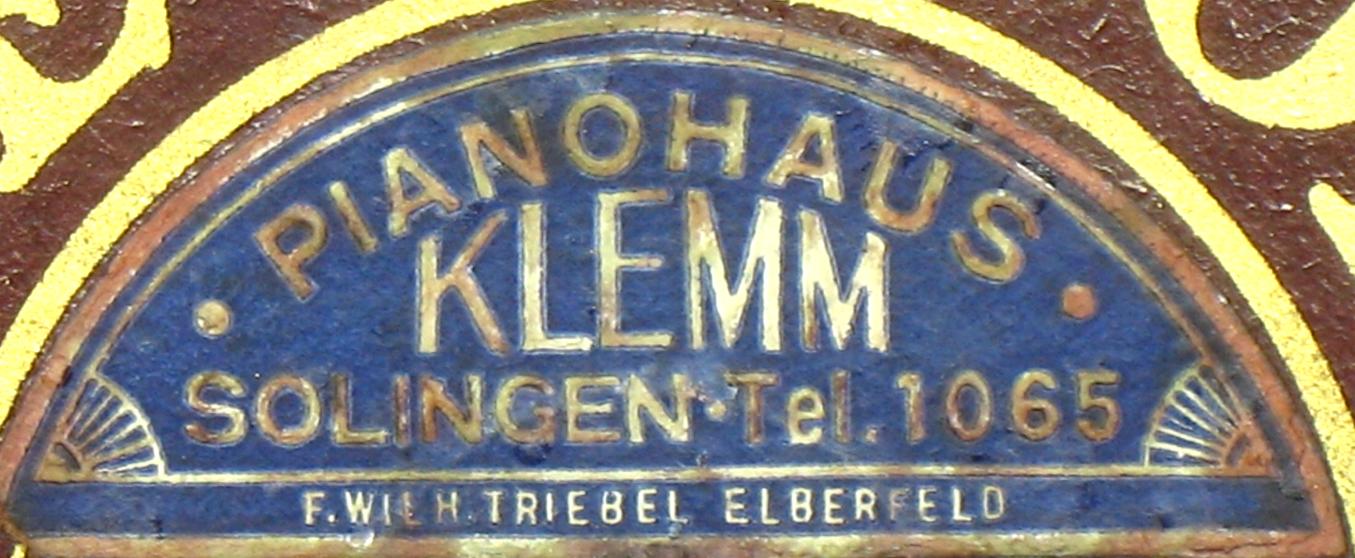 PIANOHAUS
KLEMM
SOLINGEN·Tel.1065
F.WILH.TRIEBEL ELBERFELD